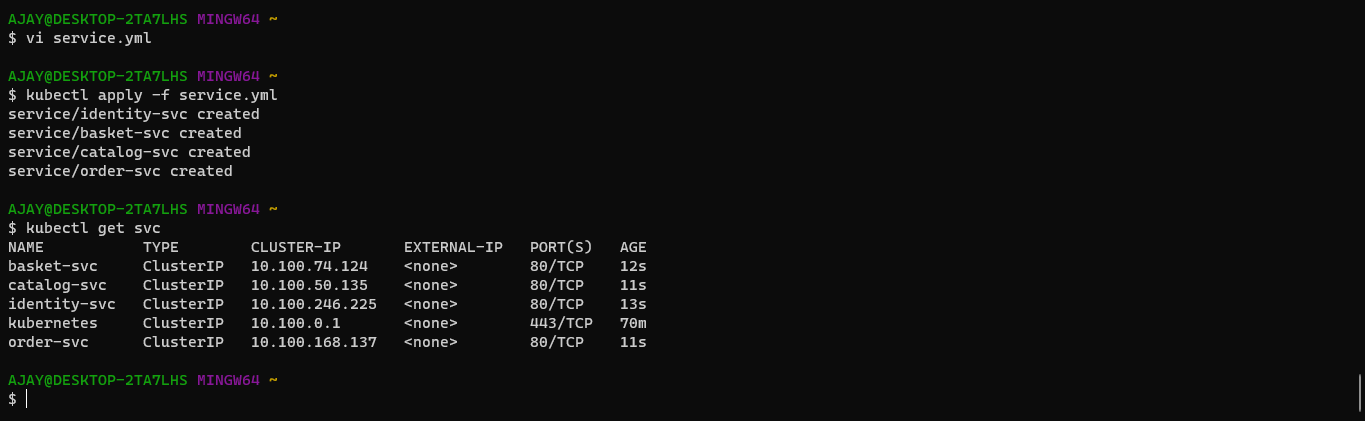 AJAY@DESKTOP-2TA7LHS MINGW64 ~
$ vi service.yml
AJAY@DESKTOP-2TA7LHS MINGW64 ~
$ kubectl apply -f service.yml
service/identity-svc created
service/basket-svc created
service/catalog-svc created
service/order-svc created
AJAY@DESKTOP-2TA7LHS MINGW64 ~
$ kubectl get svc
NAME           TYPE        CLUSTER-IP       EXTERNAL-IP   PORT(S)   AGE
basket-svc     ClusterIP   10.100.74.124    <none>        80/TCP    12s
catalog-svc    ClusterIP   10.100.50.135    <none>        80/TCP    11s
identity-svc   ClusterIP   10.100.246.225   <none>        80/TCP    13s
kubernetes     ClusterIP   10.100.0.1       <none>        443/TCP   70m
order-svc      ClusterIP   10.100.168.137   <none>        80/TCP    11s
AJAY@DESKTOP-2TA7LHS MINGW64 ~
$